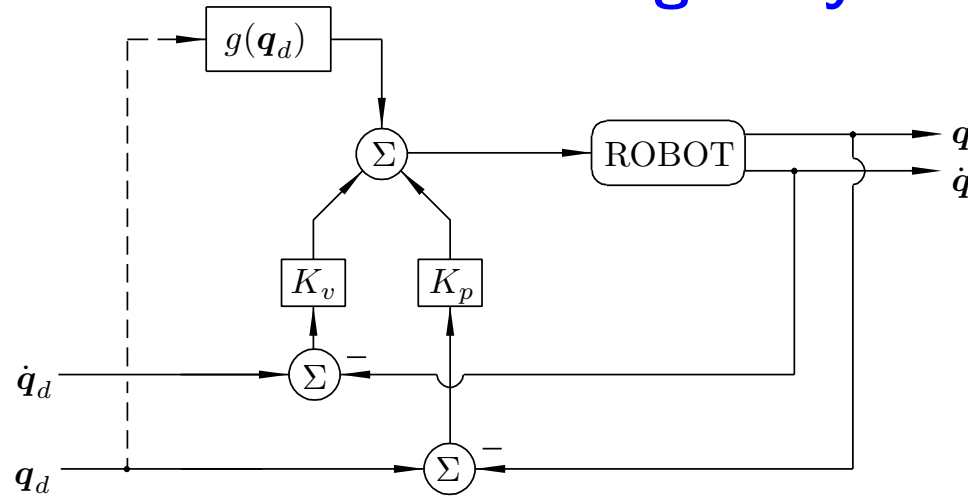 g(q_d)
Σ
ROBOT
q
q̇
K_v
K_p
q̇_d
Σ
−
q_d
Σ
−